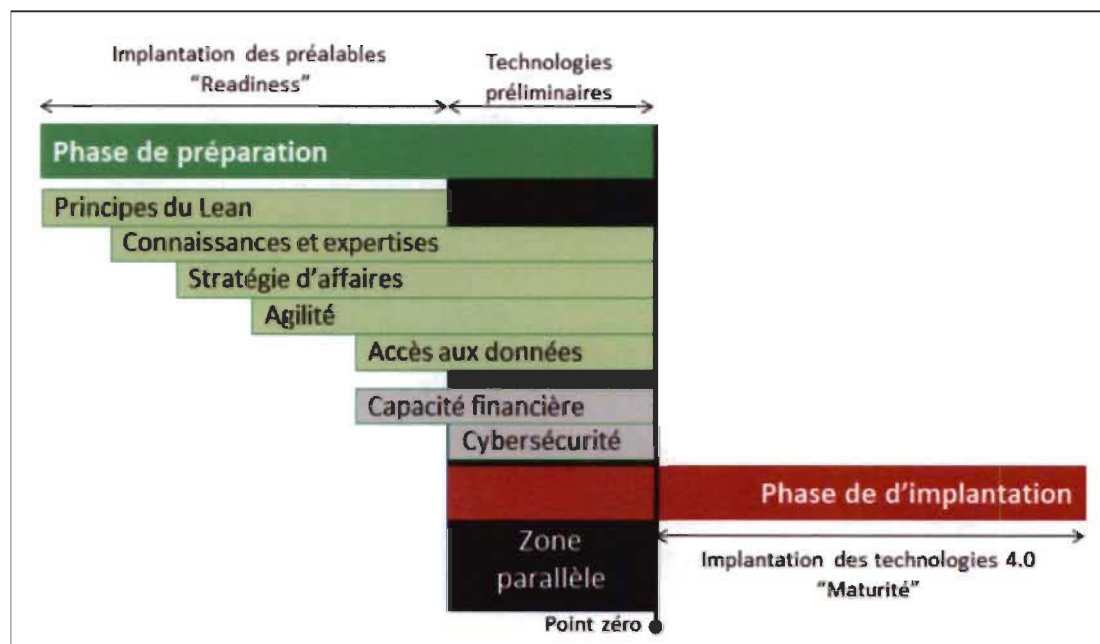 Implantation des préalables
"Readiness"
Technologies
préliminaires
Phase de préparation
Principes du Lean
Connaissances et expertises
Stratégie d'affaires
Agilité
Accès aux données
Capacité financière
Cybersécurité
Phase de d'implantation
Zone
parallèle
Implantation des technologies 4.0
"Maturité"
Point zéro